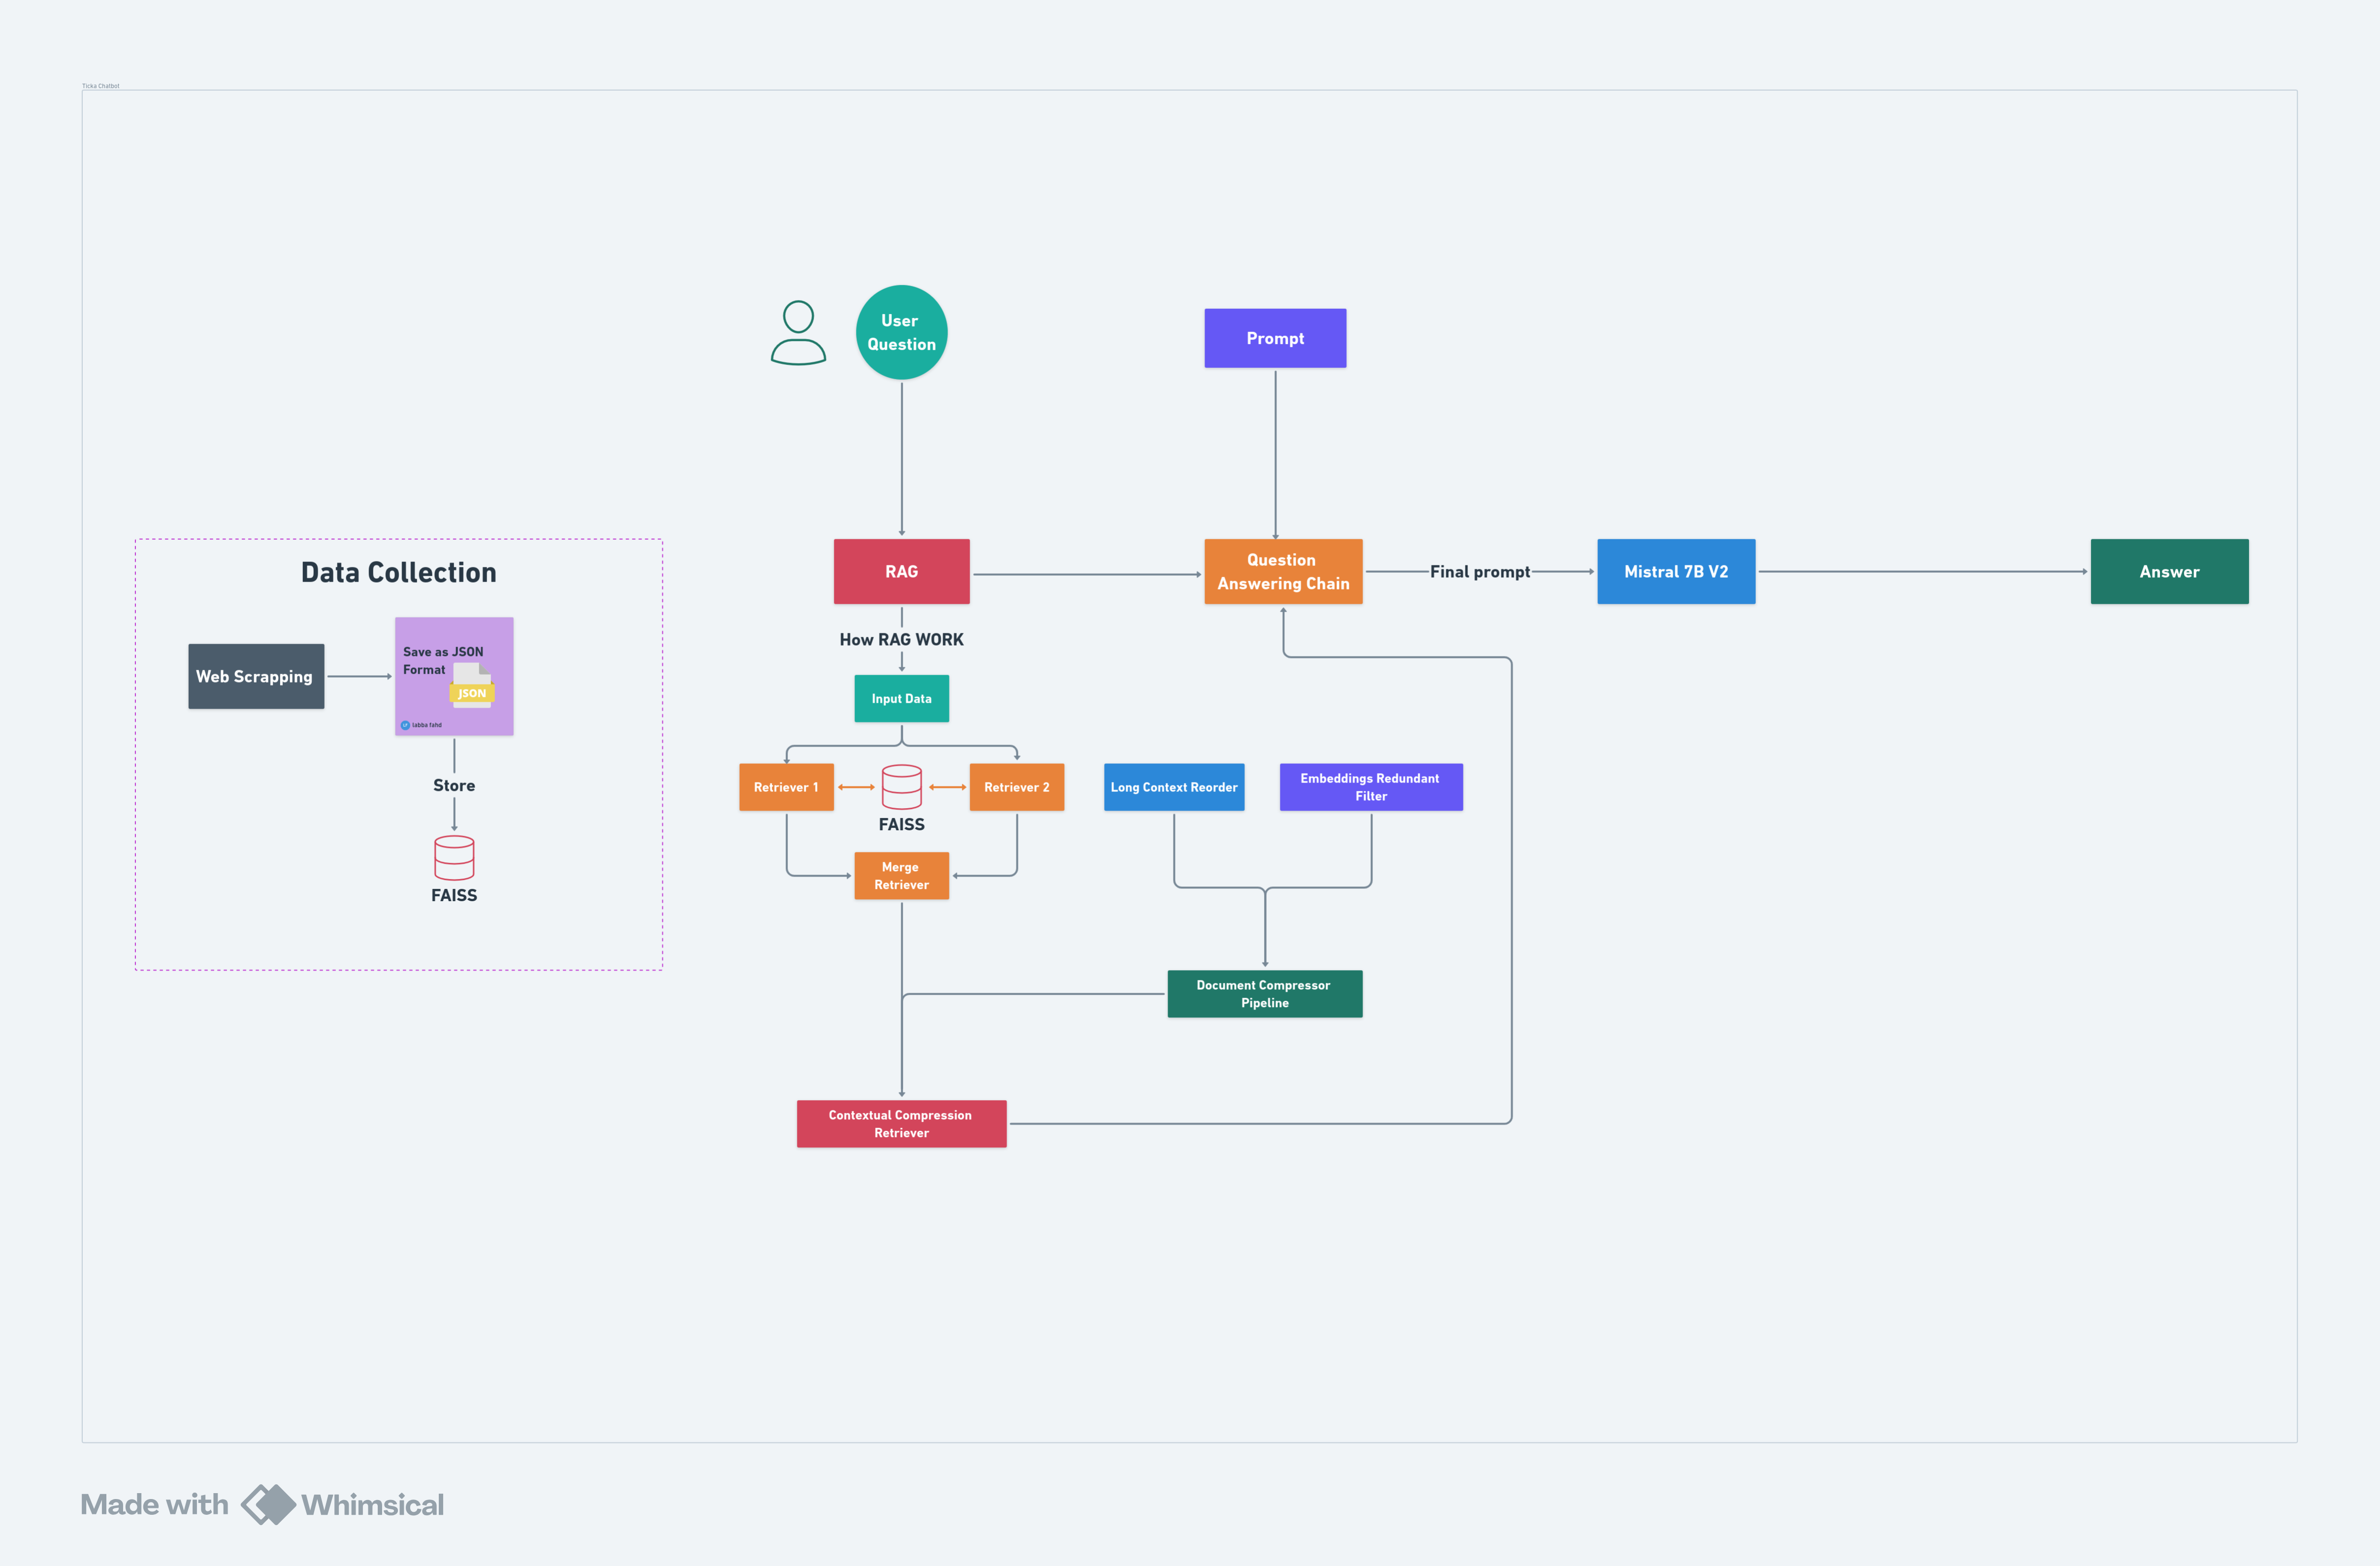 Ticka Chatbot
User
Question
Prompt
Data Collection
Web Scrapping
Save as JSON
Format
JSON
labba fahd
Store
FAISS
RAG
Question
Answering Chain
Final prompt
Mistral 7B V2
Answer
How RAG WORK
Input Data
Retriever 1
FAISS
Retriever 2
Long Context Reorder
Embeddings Redundant
Filter
Merge
Retriever
Document Compressor
Pipeline
Contextual Compression
Retriever
Made with Whimsical